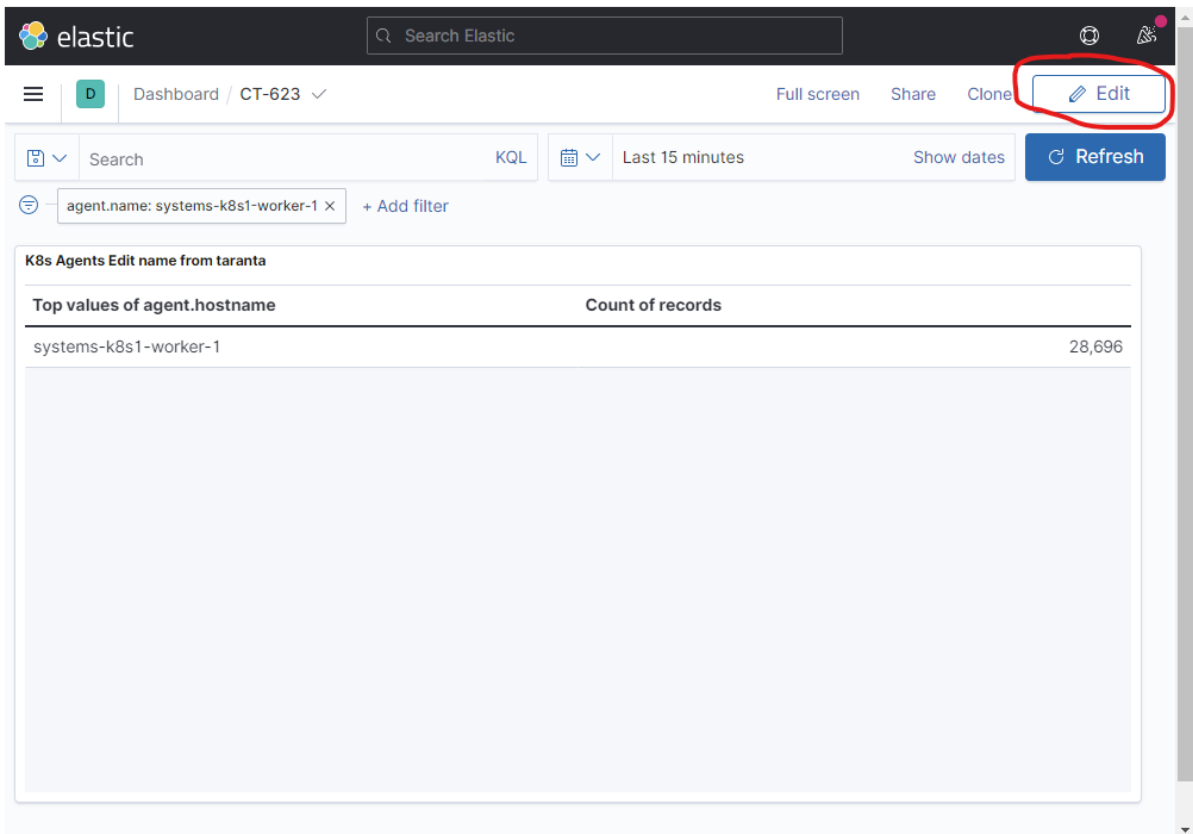 elastic
Search Elastic
D Dashboard / CT-623
Full screen Share Clone Edit
Search KQL Last 15 minutes Show dates Refresh
agent.name: systems-k8s1-worker-1 × + Add filter
K8s Agents Edit name from taranta
Top values of agent.hostname Count of records
systems-k8s1-worker-1 28,696